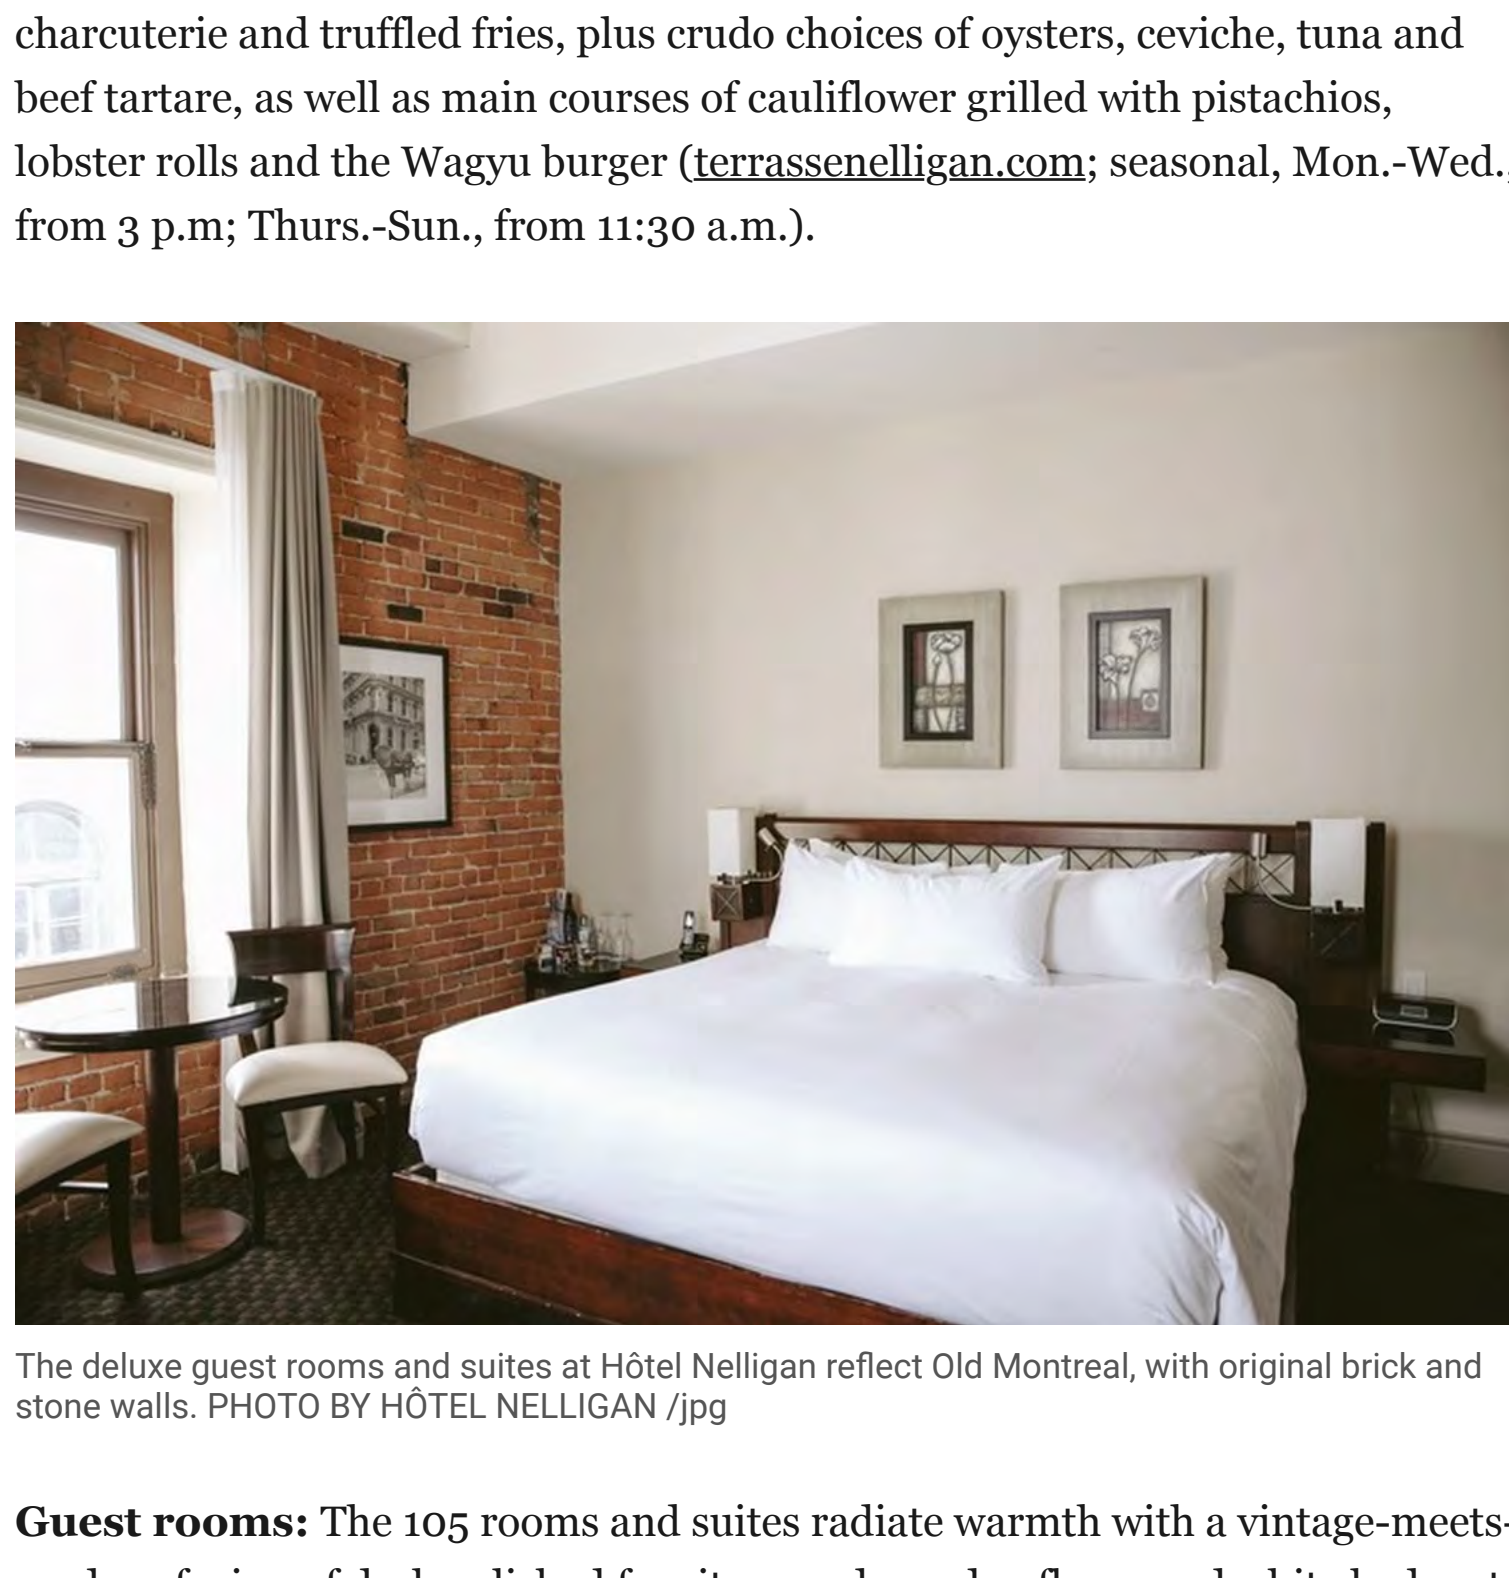 charcuterie and truffled fries, plus crudo choices of oysters, ceviche, tuna and
beef tartare, as well as main courses of cauliflower grilled with pistachios,
lobster rolls and the Wagyu burger (terrassenelligan.com; seasonal, Mon.-Wed.,
from 3 p.m; Thurs.-Sun., from 11:30 a.m.).
The deluxe guest rooms and suites at Hôtel Nelligan reflect Old Montreal, with original brick and
stone walls. PHOTO BY HÔTEL NELLIGAN /jpg
Guest rooms: The 105 rooms and suites radiate warmth with a vintage-meets-